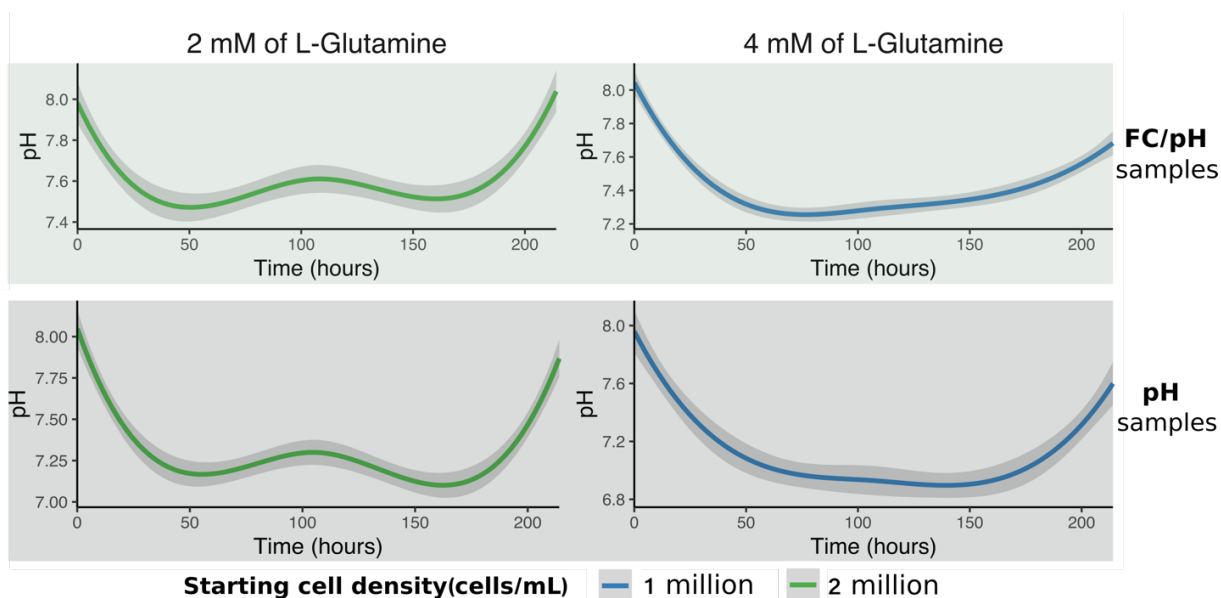 2 mM of L-Glutamine
4 mM of L-Glutamine
8.0
7.8
7.6
7.4
pH
0
50
100
150
200
Time (hours)
8.0
7.8
7.6
7.4
7.2
pH
0
50
100
150
200
Time (hours)
FC/pH
samples
8.00
7.75
7.50
7.25
7.00
pH
0
50
100
150
200
Time (hours)
8.0
7.6
7.2
6.8
pH
0
50
100
150
200
Time (hours)
pH
samples
Starting cell density(cells/mL) 1 million 2 million